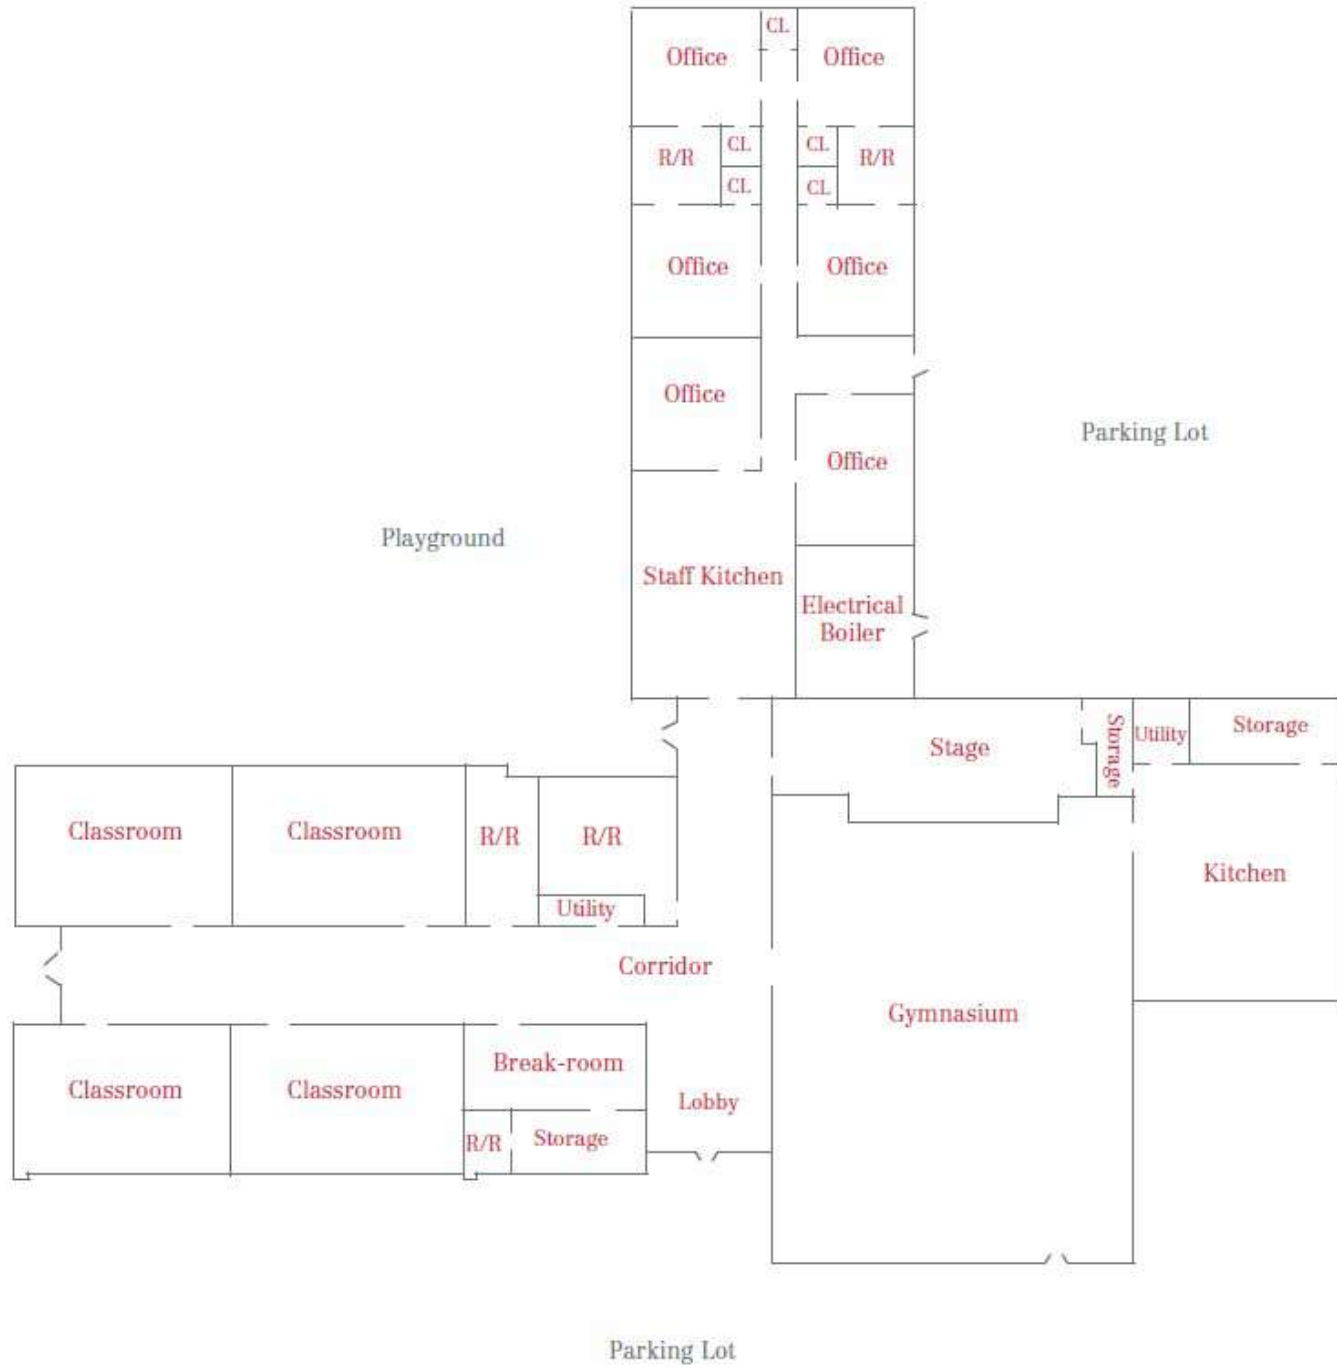 CL
Office
Office
R/R
CL
CL
R/R
CL
CL
Office
Office
Office
Parking Lot
Office
Playground
Staff Kitchen
Electrical
Boiler
Stage
Storage
Utility
Storage
Classroom
Classroom
R/R
R/R
Kitchen
Utility
Corridor
Gymnasium
Classroom
Classroom
Break-room
Lobby
R/R
Storage
Parking Lot